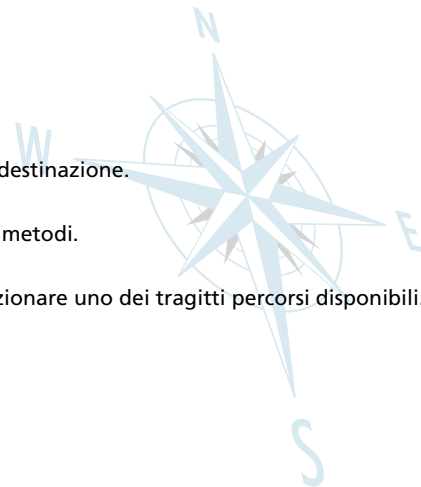 N
W
destinazione.
E
metodi.
zionare uno dei tragitti percorsi disponibili.
S